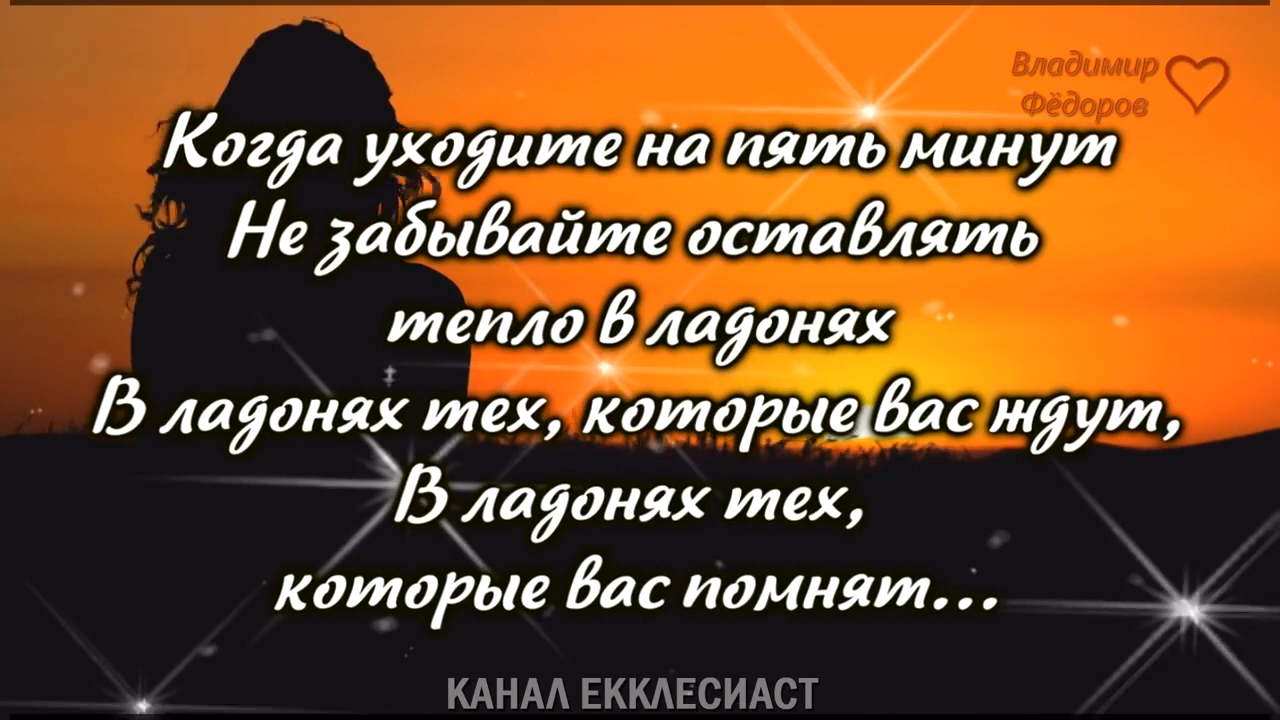 Владимир
Фёдоров
Когда уходите на пять минут
Не забывайте оставлять
тепло в ладонях
В ладонях тех, которые вас ждут,
В ладонях тех,
которые вас помнят...
КАНАЛ ЕККЛЕСИАСТ